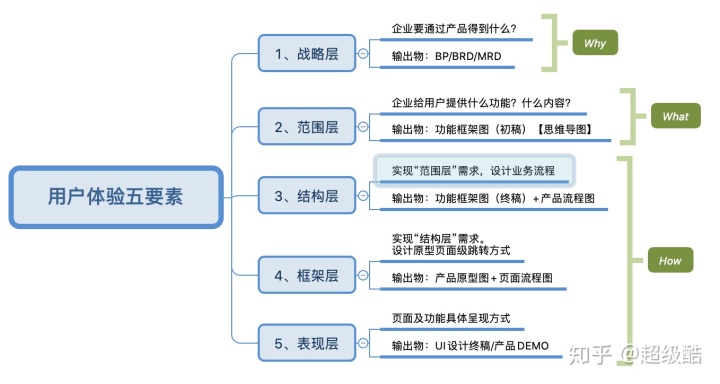 用户体验五要素
1、战略层
企业要通过产品得到什么？
输出物：BP/BRD/MRD
Why
2、范围层
企业给用户提供什么功能？什么内容？
输出物：功能框架图（初稿）【思维导图】
What
3、结构层
实现“范围层”需求，设计业务流程
输出物：功能框架图（终稿）+产品流程图
How
4、框架层
实现“结构层”需求。
设计原型页面级跳转方式
输出物：产品原型图+页面流程图
5、表现层
页面及功能具体呈现方式
输出物：UI设计终稿/产品DEMO
知乎 @超级酷